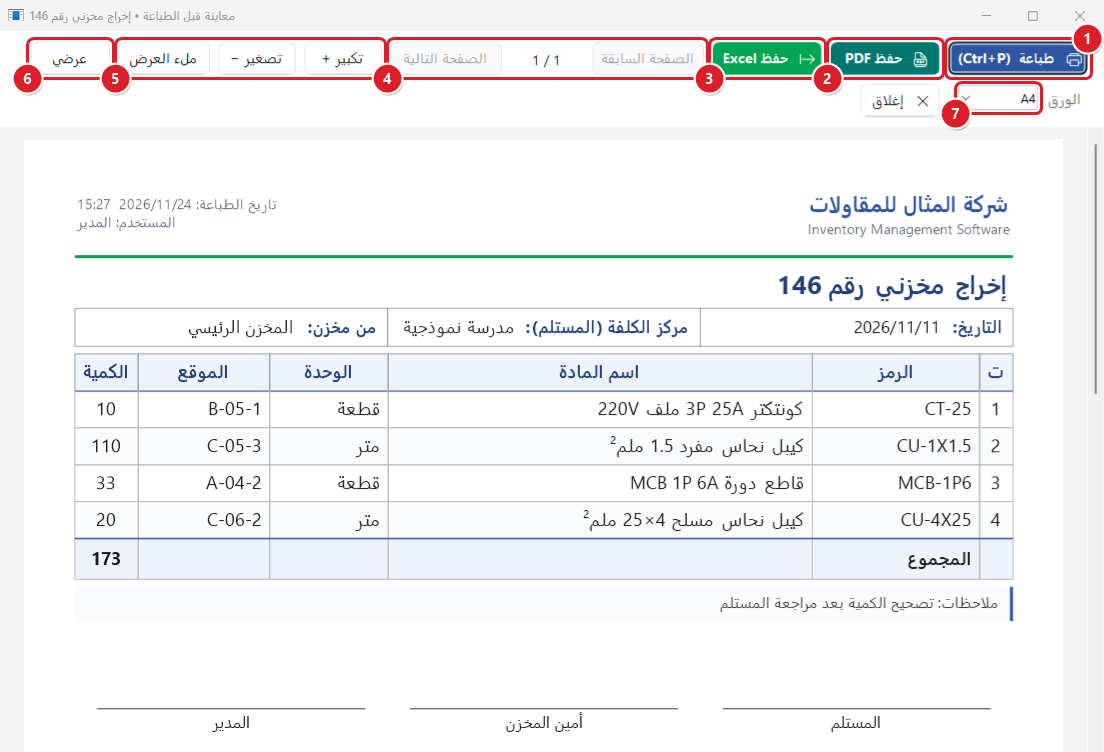 معاينة قبل الطباعة • إخراج مخزني رقم 146
1
طباعة (Ctrl+P)
2
حفظ PDF
3
حفظ Excel
الصفحة السابقة
1 / 1
4
الصفحة التالية
تكبير +
تصغير −
5
ملء العرض
6
عرضي
الورق
7
A4
إغلاق
شركة المثال للمقاولات
Inventory Management Software
تاريخ الطباعة: 2026/11/24 15:27
المستخدم: المدير
إخراج مخزني رقم 146
التاريخ: 2026/11/11 مركز الكلفة (المستلم): مدرسة نموذجية من مخزن: المخزن الرئيسي
ت الرمز اسم المادة الوحدة الموقع الكمية
1 CT-25 كونتكتر 3P 25A ملف 220V قطعة B-05-1 10
2 CU-1X1.5 كيبل نحاس مفرد 1.5 ملم² متر C-05-3 110
3 MCB-1P6 قاطع دورة MCB 1P 6A قطعة A-04-2 33
4 CU-4X25 كيبل نحاس مسلح 4×25 ملم² متر C-06-2 20
المجموع 173
ملاحظات: تصحيح الكمية بعد مراجعة المستلم
المستلم أمين المخزن المدير